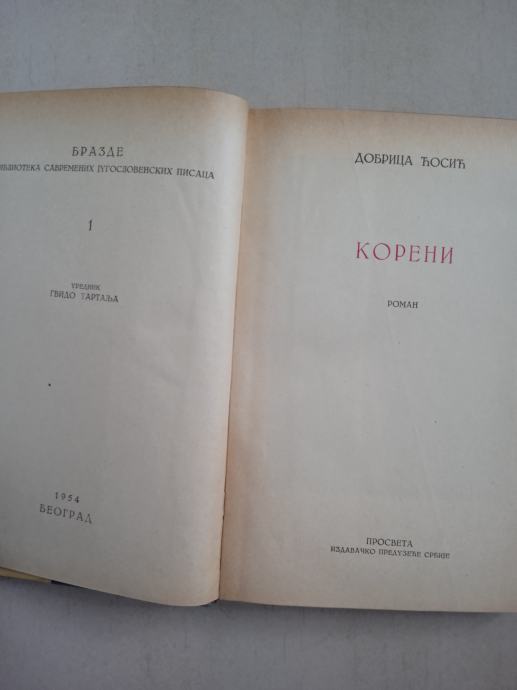 БРАЗДЕ
БИБЛИОТЕКА САВРЕМЕНИХ ЈУГОСЛОВЕНСКИХ ПИСАЦА
1
УРЕДНИК
ГВИДО ТАРТАЉА
1954
БЕОГРАД
ДОБРИЦА ЋОСИЋ
КОРЕНИ
РОМАН
ПРОСВЕТА
ИЗДАВАЧКО ПРЕДУЗЕЋЕ СРБИЈЕ